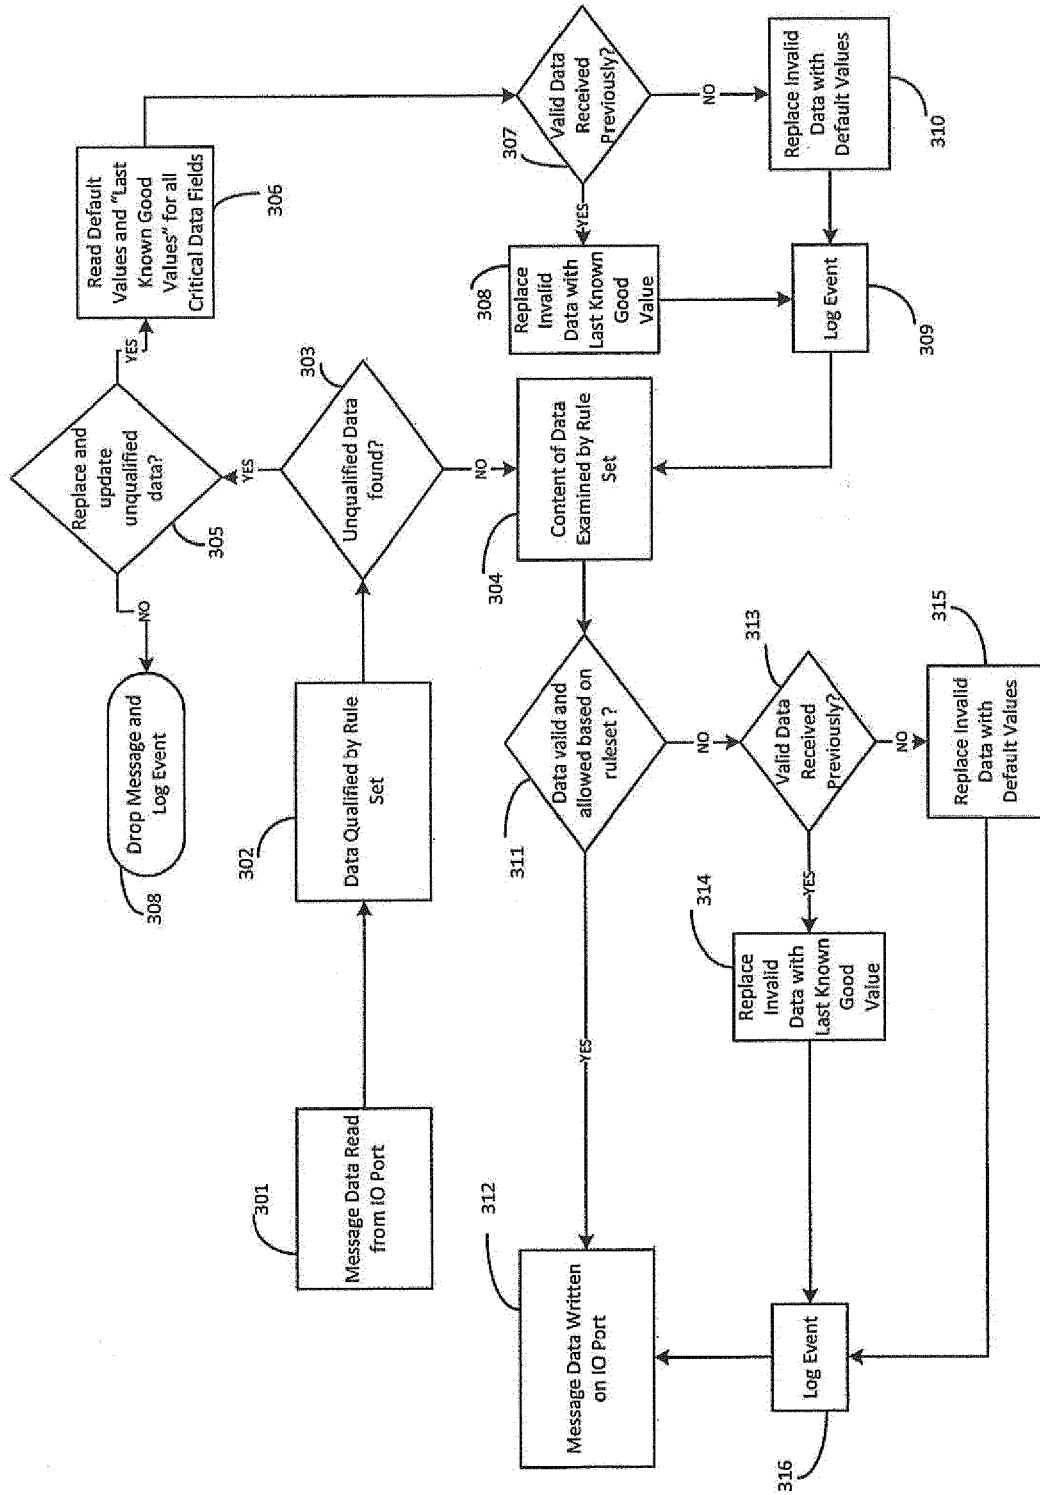 Message Data Read
from IO Port
301
Data Qualified by Rule
Set
302
Unqualified Data
found?
303
YES
NO
Replace and
update
unqualified
data?
305
NO
YES
Drop Message and
Log Event
308
Read Default
Values and "Last
Known Good
Values" for all
Critical Data Fields
306
Valid Data
Received
Previously?
307
YES
NO
Replace
Invalid
Data with
Last Known
Good
Value
308
Replace Invalid
Data with
Default Values
310
Log Event
309
Content of Data
Examined by Rule
Set
304
Data valid and
allowed based on
ruleset ?
311
YES
NO
Message Data Written
on IO Port
312
Valid Data
Received
Previously?
313
YES
NO
Replace
Invalid
Data with
Last Known
Good
Value
314
Replace Invalid
Data with
Default Values
315
Log Event
316